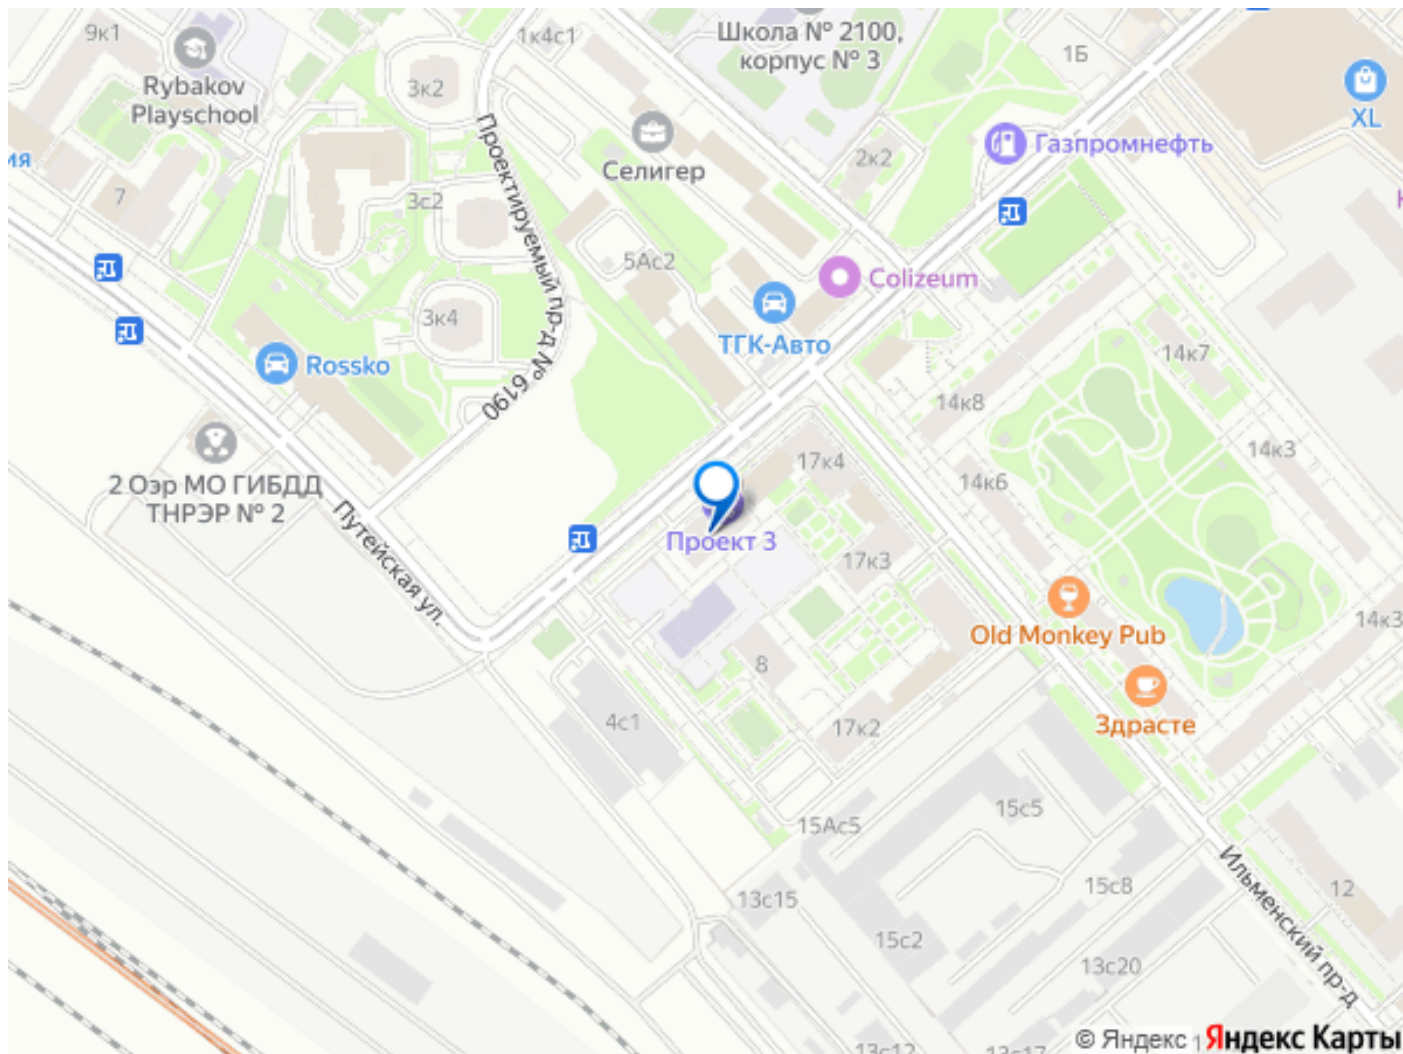 9к1
1к4с1
Школа № 2100,
корпус № 3
1Б
Rybakov
Playschool
3к2
XL
Газпромнефть
2к2
Селигер
ия
7
3с2
Проектируемый пр-д № 6190
5Ас2
Colizeum
3к4
ТГК-Авто
Rossko
14к7
14к8
14к3
17к4
14к6
2 Оэр МО ГИБДД
ТНРЭР № 2
Путейская ул.
Проект 3
17к3
Old Monkey Pub
14к3
8
4с1
17к2
Здрасте
15Ас5
15с5
15с8
Ильменский пр-д
12
13с15
15с2
13с20
© Яндекс
Яндекс Карты
13с12